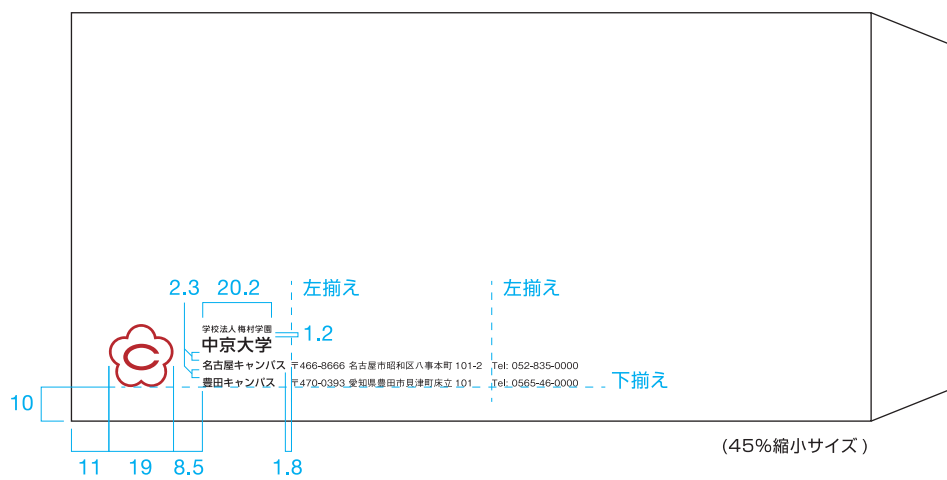 2.3 20.2 左揃え 左揃え
学校法人 梅村学園
1.2
中京大学
名古屋キャンパス 〒466-8666 名古屋市昭和区八事本町 101-2 Tel: 052-835-0000
豊田キャンパス 〒470-0393 愛知県豊田市貝津町床立 101 Tel: 0565-46-0000
下揃え
10
(45%縮小サイズ)
11 19 8.5 1.8